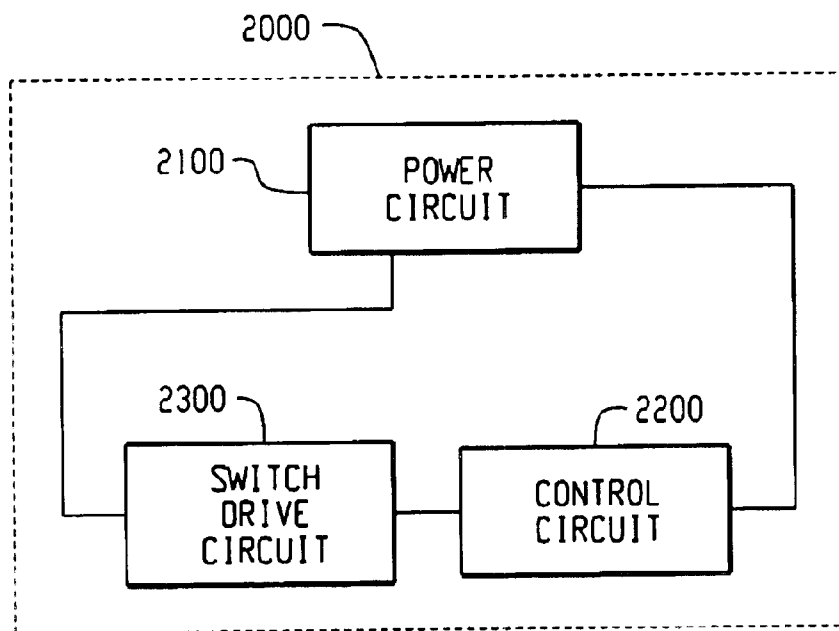 2000
2100
POWER
CIRCUIT
2300
2200
SWITCH
DRIVE
CIRCUIT
CONTROL
CIRCUIT